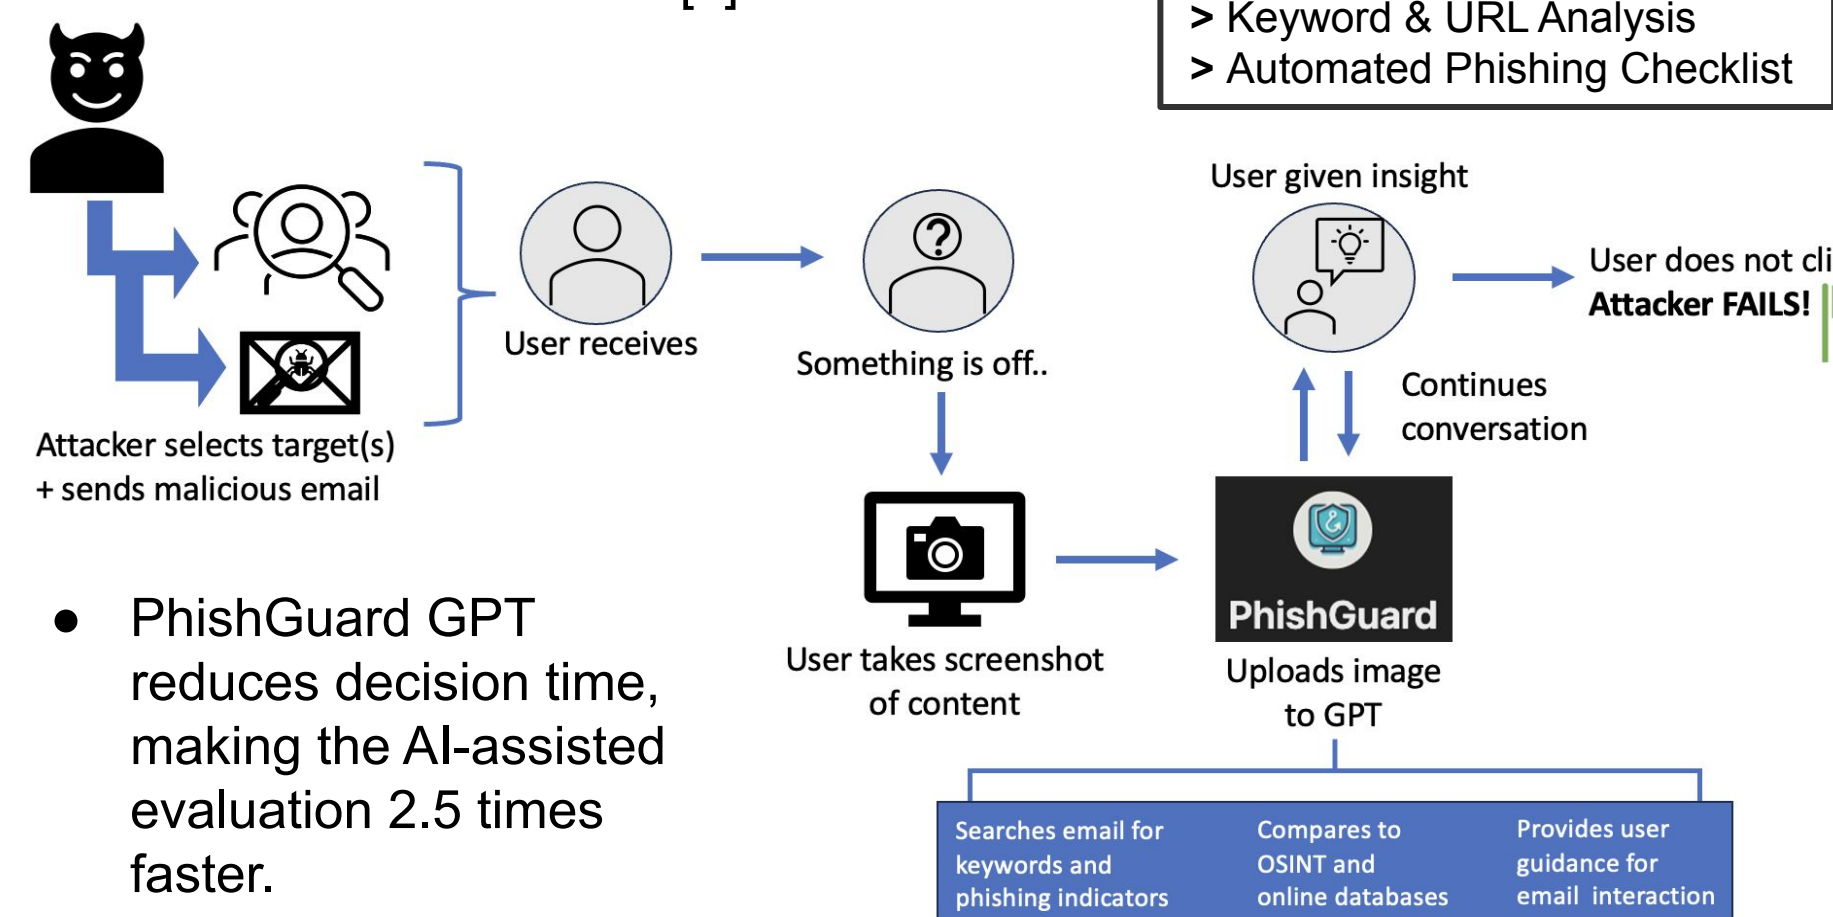 > Keyword & URL Analysis
> Automated Phishing Checklist
User given insight
User does not cli
Attacker FAILS!
User receives
Something is off..
Continues
conversation
Attacker selects target(s)
+ sends malicious email
PhishGuard
User takes screenshot
of content
Uploads image
to GPT
● PhishGuard GPT
reduces decision time,
making the AI-assisted
evaluation 2.5 times
faster.
Searches email for
keywords and
phishing indicators
Compares to
OSINT and
online databases
Provides user
guidance for
email interaction